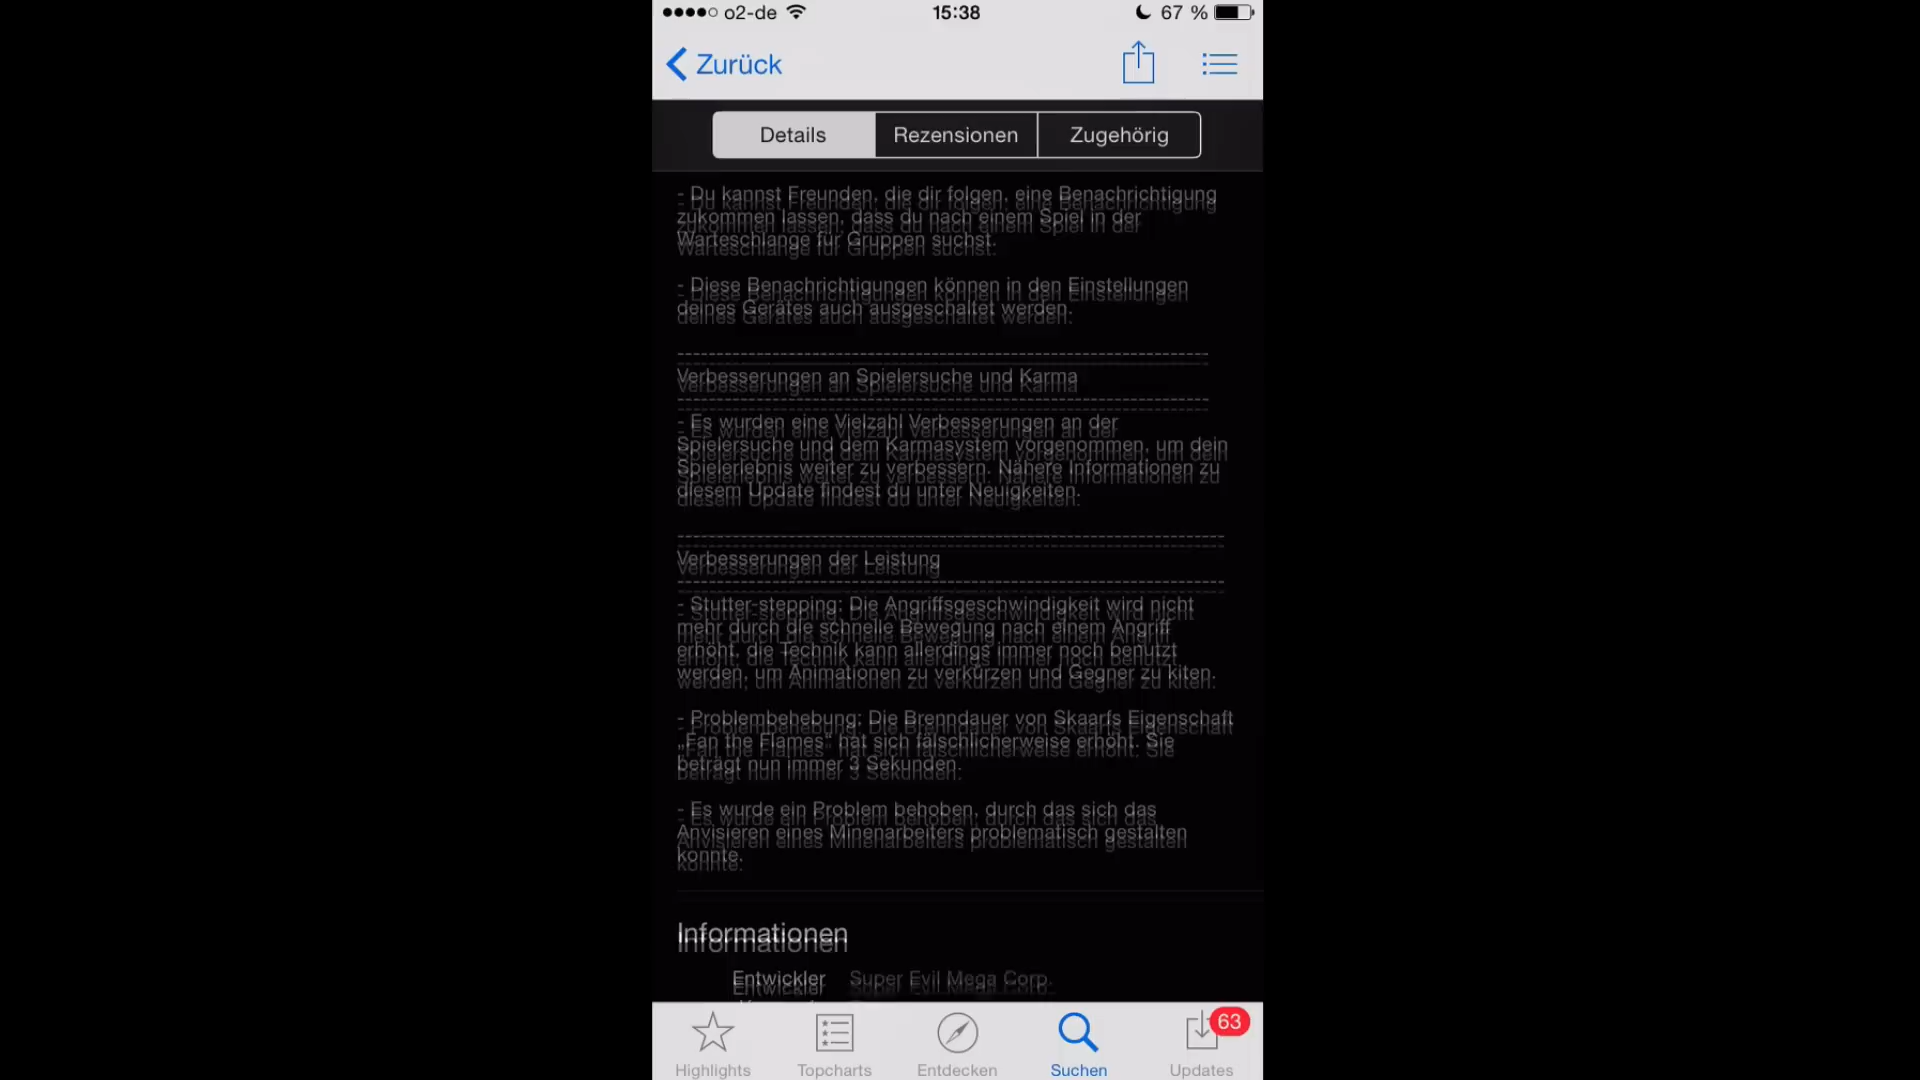 o2-de 15:38 67 %
Zurück
Details Rezensionen Zugehörig
- Du kannst Freunden, die dir folgen, eine Benachrichtigung
zukommen lassen, dass du nach einem Spiel in der
Warteschlange für Gruppen suchst.
- Diese Benachrichtigungen können in den Einstellungen
deines Gerätes auch ausgeschaltet werden.
Verbesserungen an Spielersuche und Karma
- Es wurden eine Vielzahl Verbesserungen an der
Spielersuche und dem Karmasystem vorgenommen, um dein
Spielerlebnis weiter zu verbessern. Nähere Informationen zu
diesem Update findest du unter Neuigkeiten.
Verbesserungen der Leistung
- Stutter-stepping: Die Angriffsgeschwindigkeit wird nicht
mehr durch die schnelle Bewegung nach einem Angriff
erhöht, die Technik kann allerdings immer noch benutzt
werden, um Animationen zu verkürzen und Gegner zu kiten.
- Problembehebung: Die Brenndauer von Skaarfs Eigenschaft
„Fan the Flames“ hat sich fälschlicherweise erhöht. Sie
beträgt nun immer 3 Sekunden.
- Es wurde ein Problem behoben, durch das sich das
Anvisieren eines Minenarbeiters problematisch gestalten
konnte.
Informationen
Entwickler Super Evil Mega Corp.
63
Highlights Topcharts Entdecken Suchen Updates